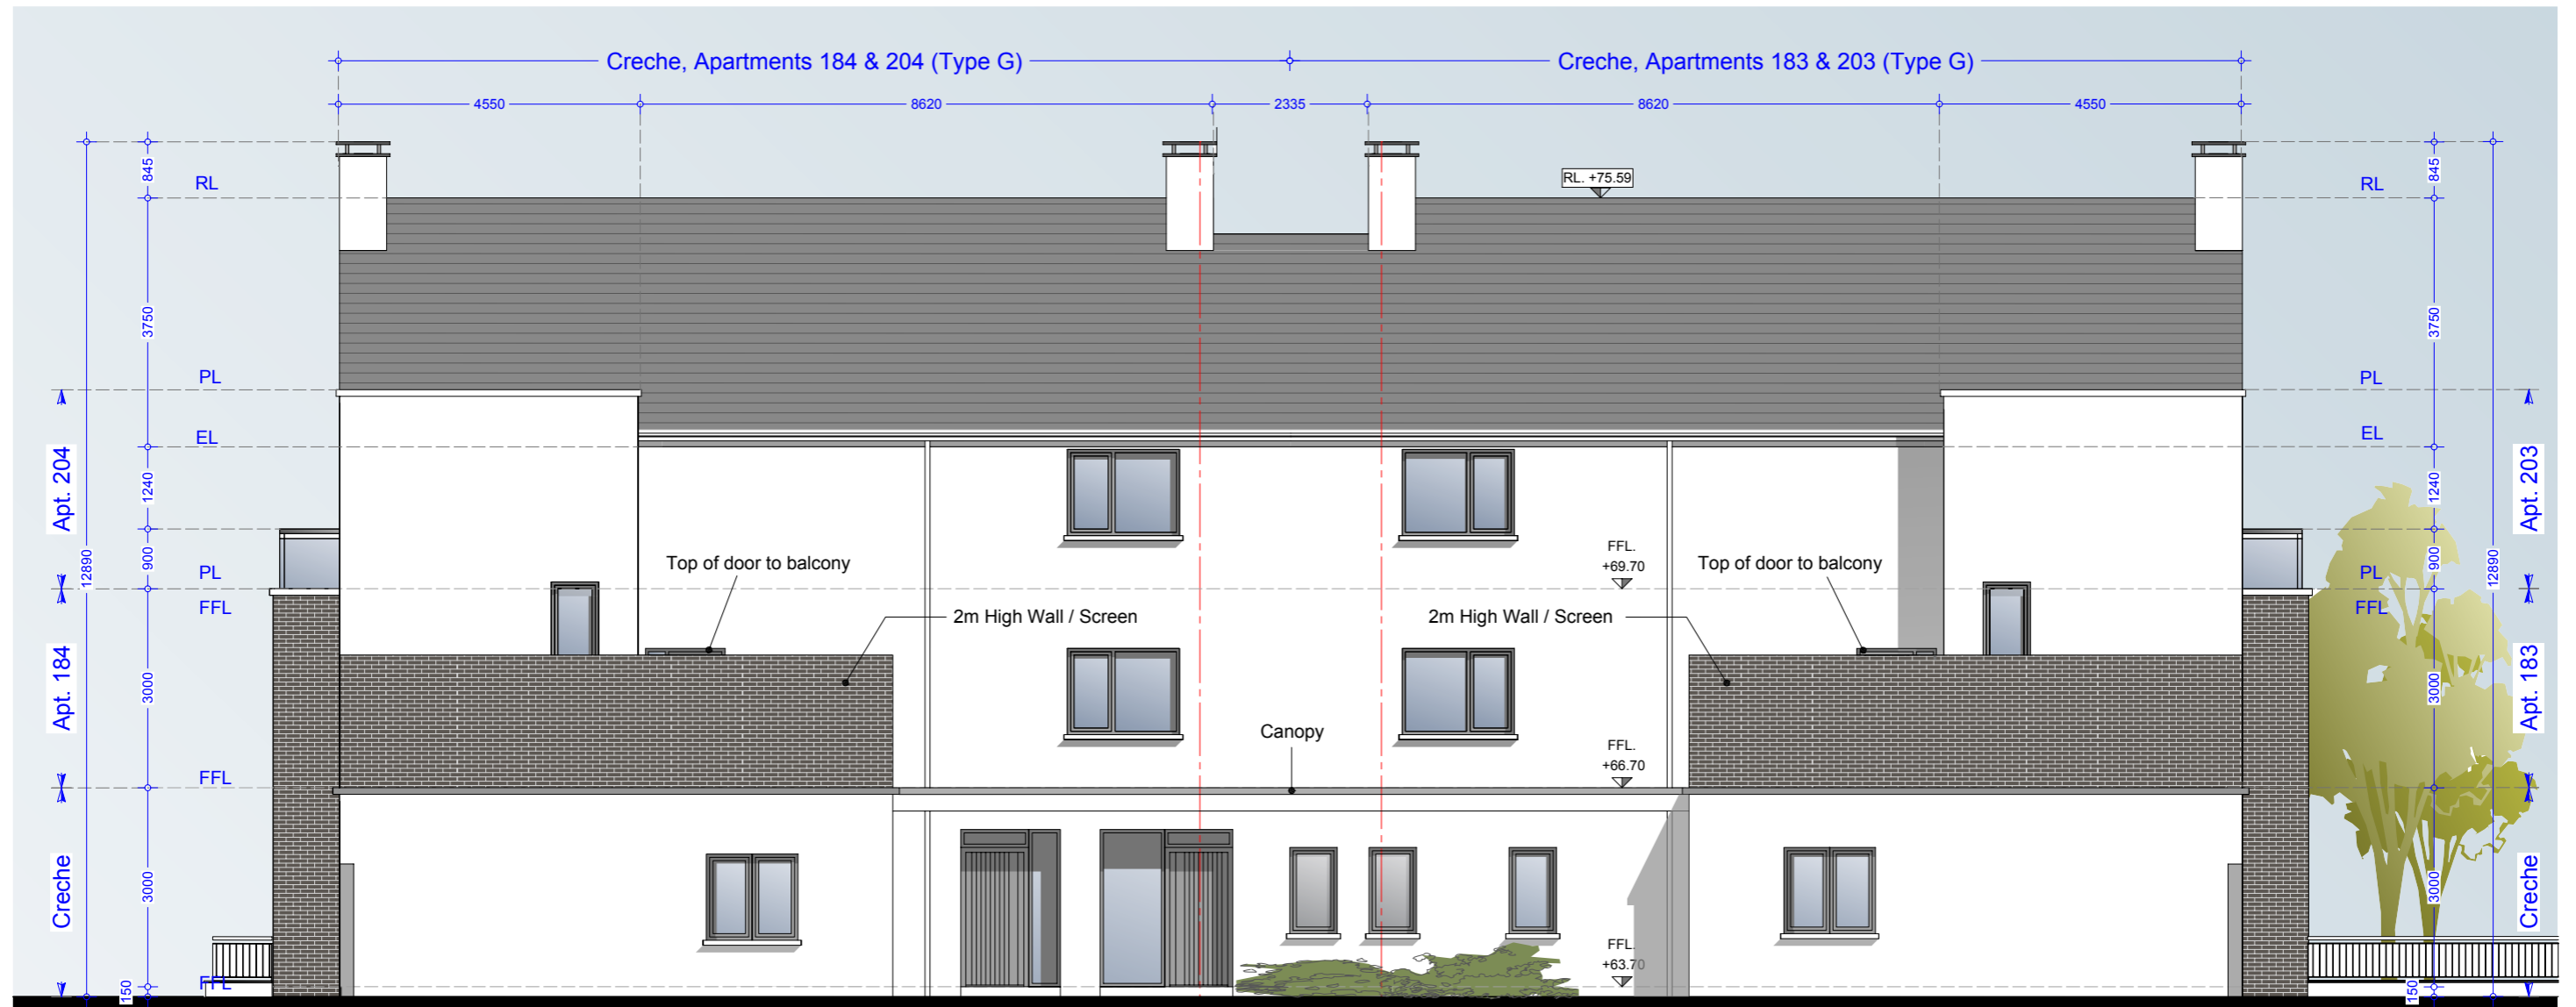 Creche, Apartments 184 & 204 (Type G)
Creche, Apartments 183 & 203 (Type G)
4550
8620
2335
8620
4550
845
RL
RL. +75.59
RL
845
3750
3750
PL
PL
EL
EL
Apt. 204
1240
1240
Apt. 203
12890
900
Top of door to balcony
FFL.
+69.70
Top of door to balcony
900
12890
PL
PL
FFL
FFL
2m High Wall / Screen
2m High Wall / Screen
Apt. 184
3000
3000
Apt. 183
Canopy
FFL.
+66.70
FFL
Creche
3000
3000
Creche
FFL.
+63.70
FFL
150
150